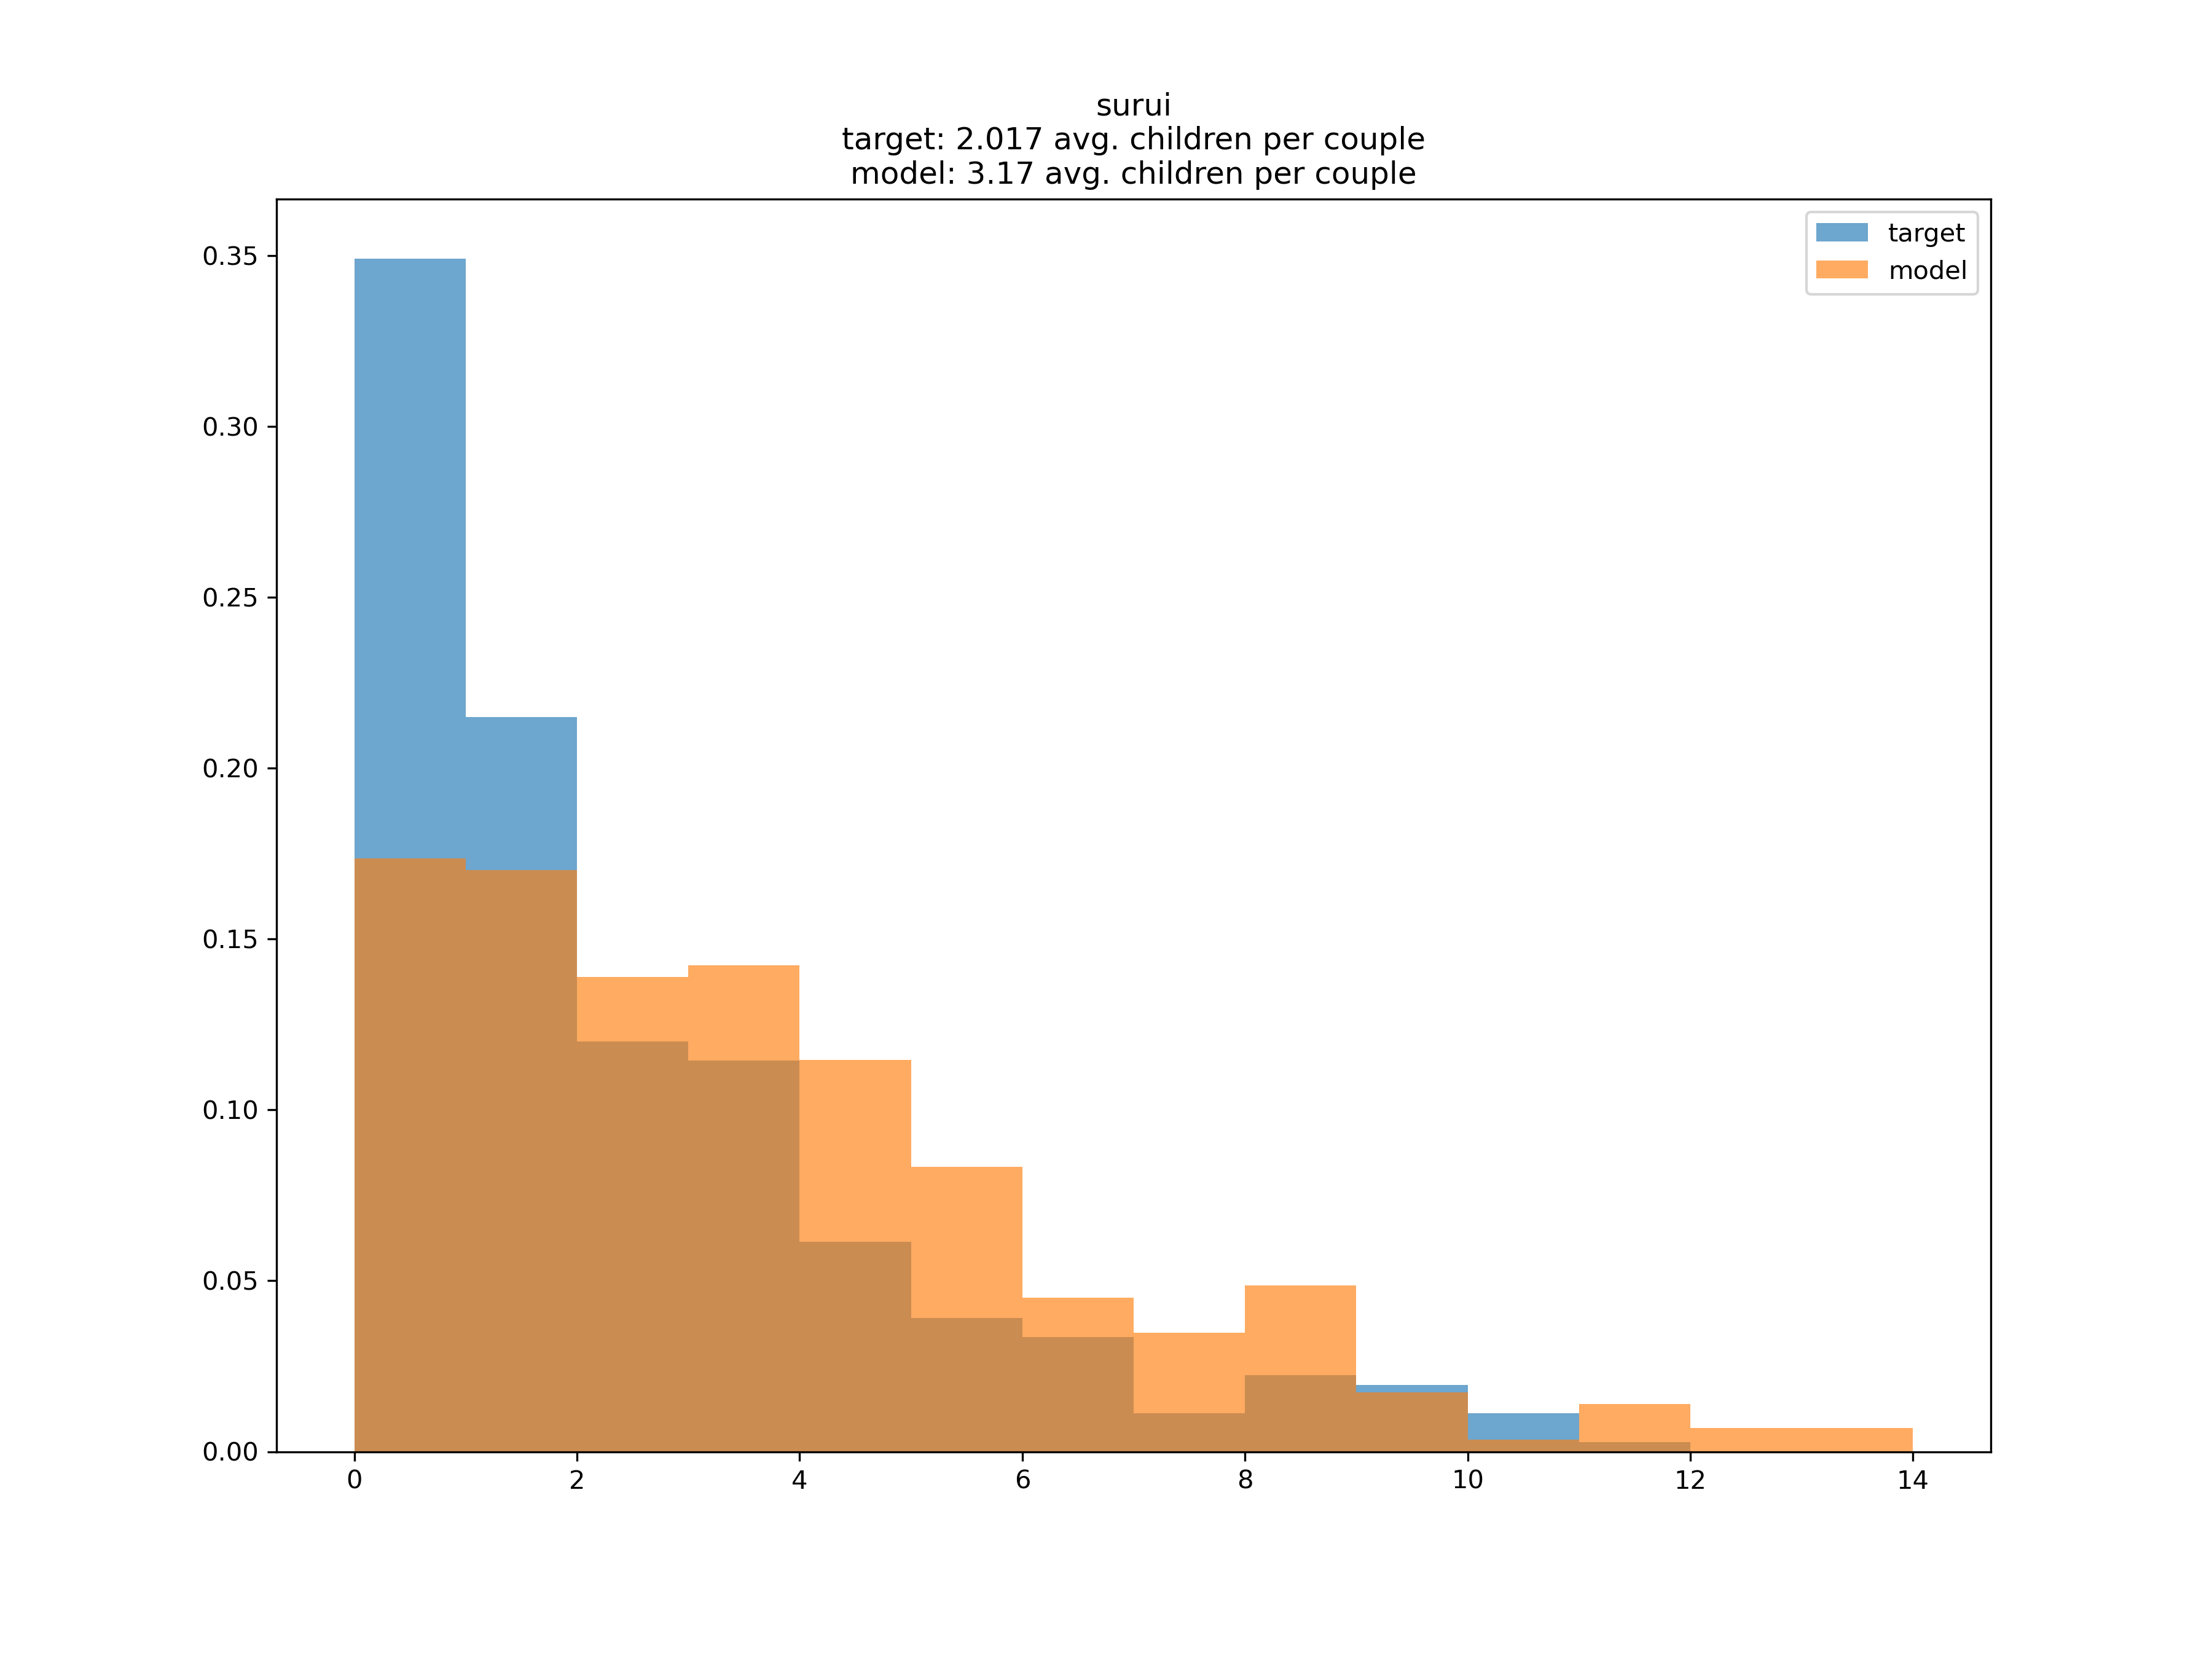 surui
target: 2.017 avg. children per couple
model: 3.17 avg. children per couple
target
model
0.35
0.30
0.25
0.20
0.15
0.10
0.05
0.00
0 2 4 6 8 10 12 14